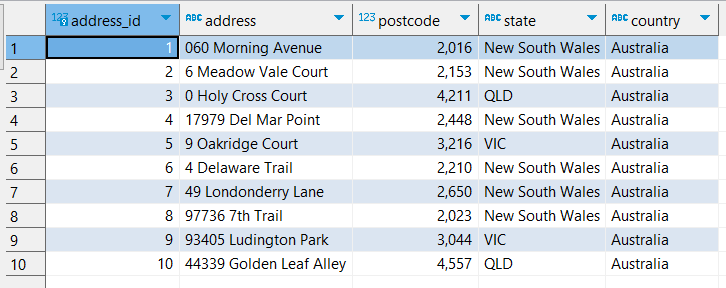 123 address_id ABC address 123 postcode ABC state ABC country
1 1 060 Morning Avenue 2,016 New South Wales Australia
2 2 6 Meadow Vale Court 2,153 New South Wales Australia
3 3 0 Holy Cross Court 4,211 QLD Australia
4 4 17979 Del Mar Point 2,448 New South Wales Australia
5 5 9 Oakridge Court 3,216 VIC Australia
6 6 4 Delaware Trail 2,210 New South Wales Australia
7 7 49 Londonderry Lane 2,650 New South Wales Australia
8 8 97736 7th Trail 2,023 New South Wales Australia
9 9 93405 Ludington Park 3,044 VIC Australia
10 10 44339 Golden Leaf Alley 4,557 QLD Australia